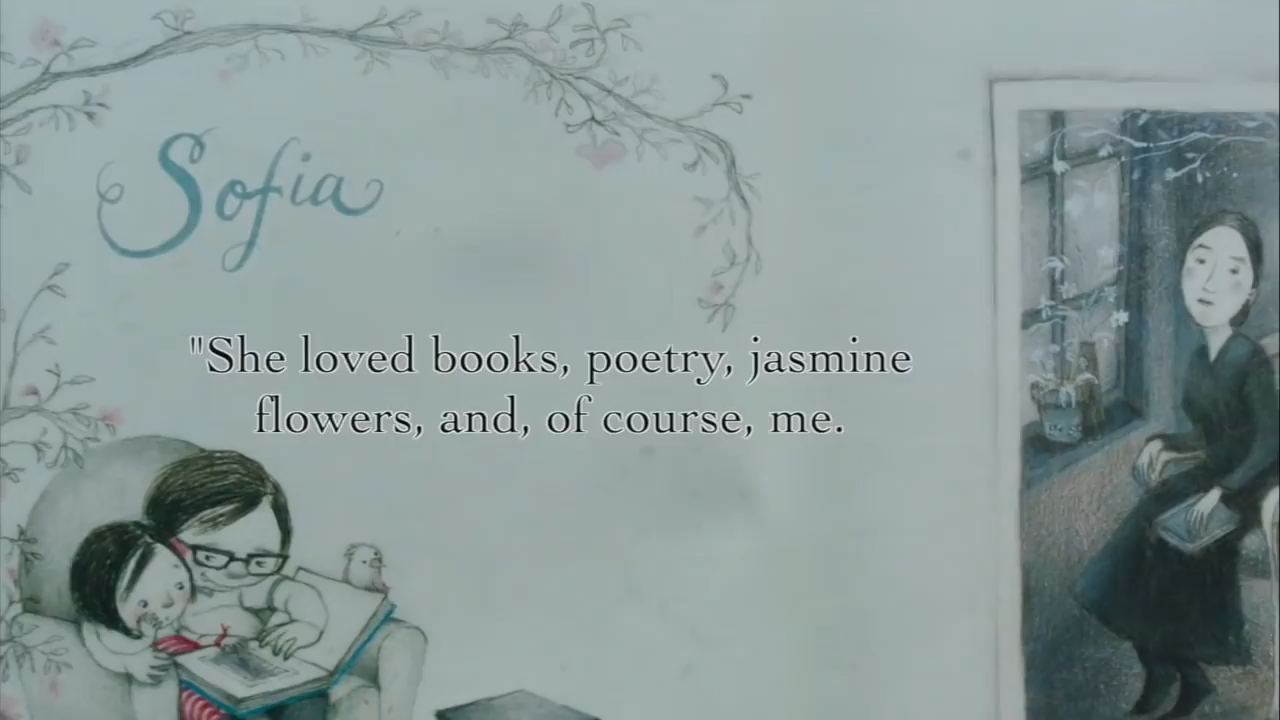 Sofia
"She loved books, poetry, jasmine
flowers, and, of course, me.